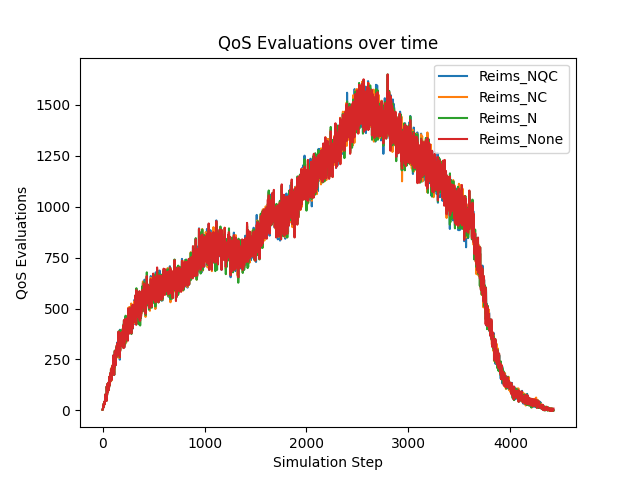 QoS Evaluations over time
Reims_NQC
Reims_NC
Reims_N
Reims_None
QoS Evaluations
1500
1250
1000
750
500
250
0
0 1000 2000 3000 4000
Simulation Step